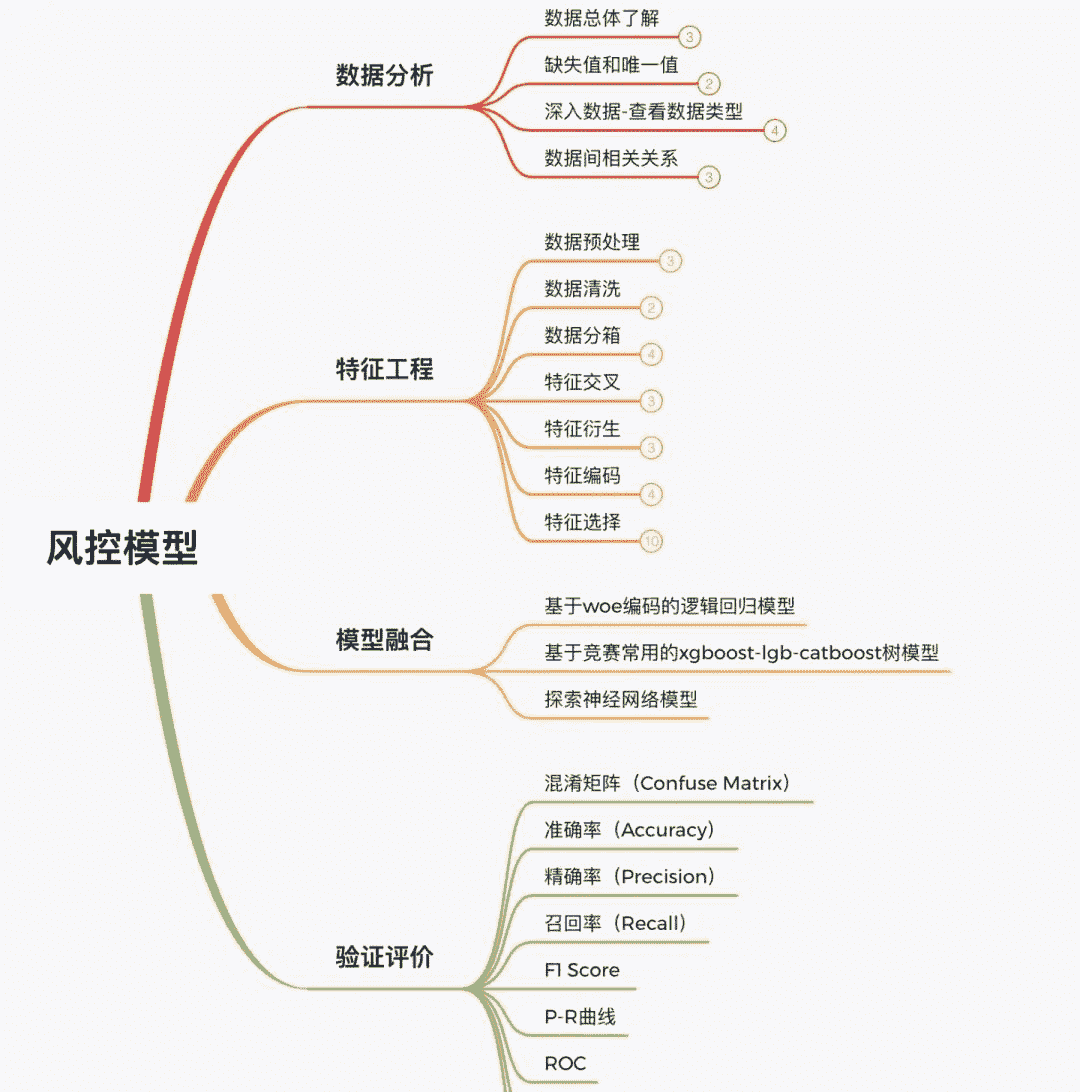 数据总体了解
3
缺失值和唯一值
2
数据分析
深入数据-查看数据类型
4
数据间相关关系
3
数据预处理
3
数据清洗
2
数据分箱
4
特征工程
特征交叉
3
特征衍生
3
特征编码
4
特征选择
10
风控模型
基于woe编码的逻辑回归模型
模型融合
基于竞赛常用的xgboost-lgb-catboost树模型
探索神经网络模型
混淆矩阵（Confuse Matrix）
准确率（Accuracy）
精确率（Precision）
召回率（Recall）
验证评价
F1 Score
P-R曲线
ROC